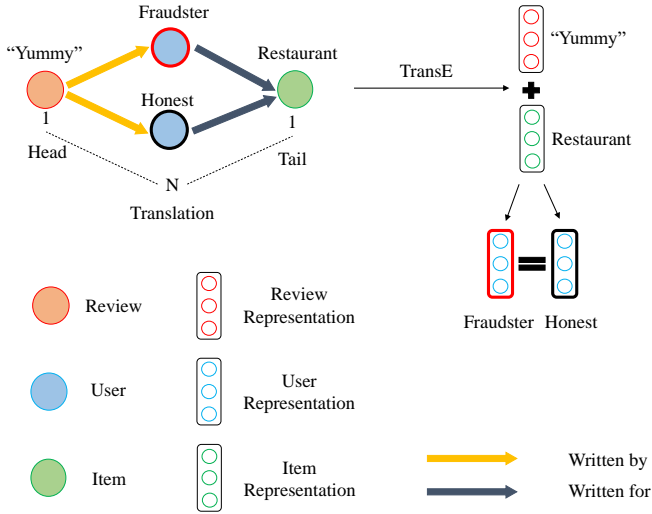 Fraudster
“Yummy”
Restaurant
Honest
1
1
Head
Tail
N
Translation
TransE
“Yummy”
Restaurant
Fraudster
Honest
Review
Review
Representation
User
User
Representation
Item
Item
Representation
Written by
Written for